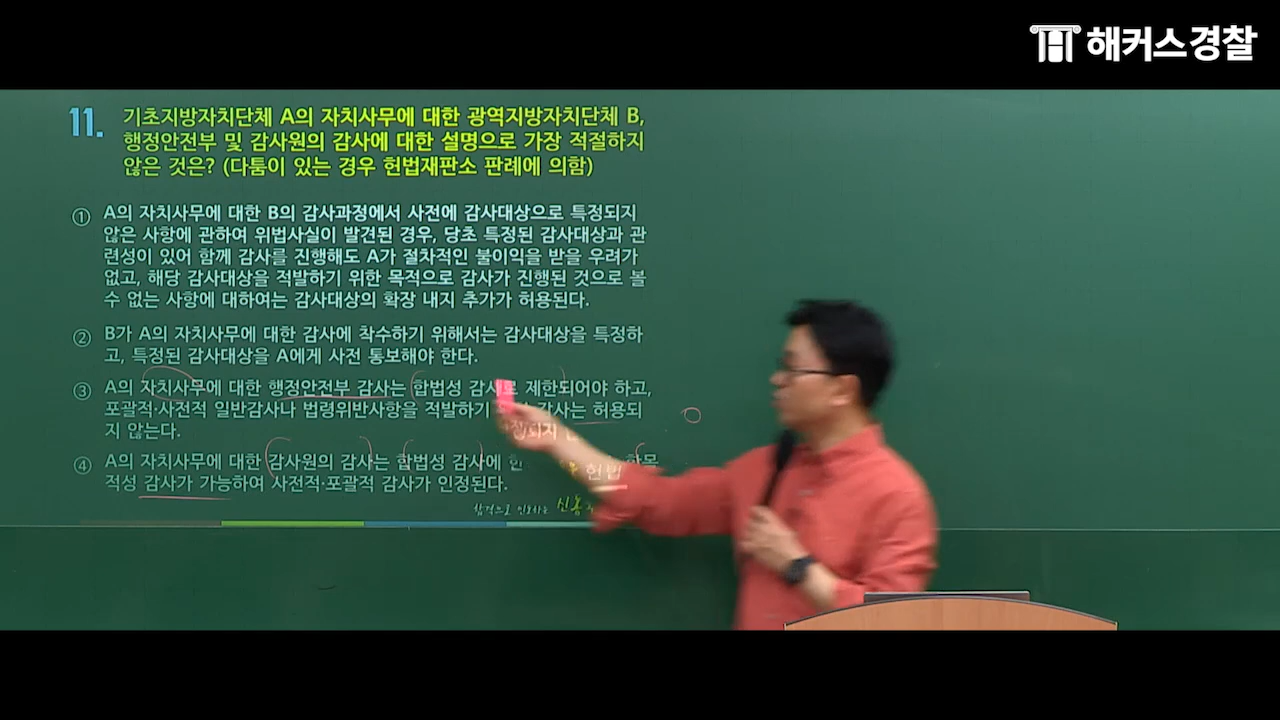 해커스경찰
11. 기초지방자치단체 A의 자치사무에 대한 광역지방자치단체 B,
행정안전부 및 감사원의 감사에 대한 설명으로 가장 적절하지
않은 것은? (다툼이 있는 경우 헌법재판소 판례에 의함)
① A의 자치사무에 대한 B의 감사과정에서 사전에 감사대상으로 특정되지
않은 사항에 관하여 위법사실이 발견된 경우, 당초 특정된 감사대상과 관
련성이 있어 함께 감사를 진행해도 A가 절차적인 불이익을 받을 우려가
없고, 해당 감사대상을 적발하기 위한 목적으로 감사가 진행된 것으로 볼
수 없는 사항에 대하여는 감사대상의 확장 내지 추가가 허용된다.
② B가 A의 자치사무에 대한 감사에 착수하기 위해서는 감사대상을 특정하
고, 특정된 감사대상을 A에게 사전 통보해야 한다.
③ A의 자치사무에 대한 행정안전부 감사는 합법성 감사로 제한되어야 하고,
포괄적·사전적 일반감사나 법령위반사항을 적발하기 감사는 허용되
지 않는다.
④ A의 자치사무에 대한 감사원의 감사는 합법성 감사에 한 합목
적성 감사가 가능하여 사전적·포괄적 감사가 인정된다.
헌법